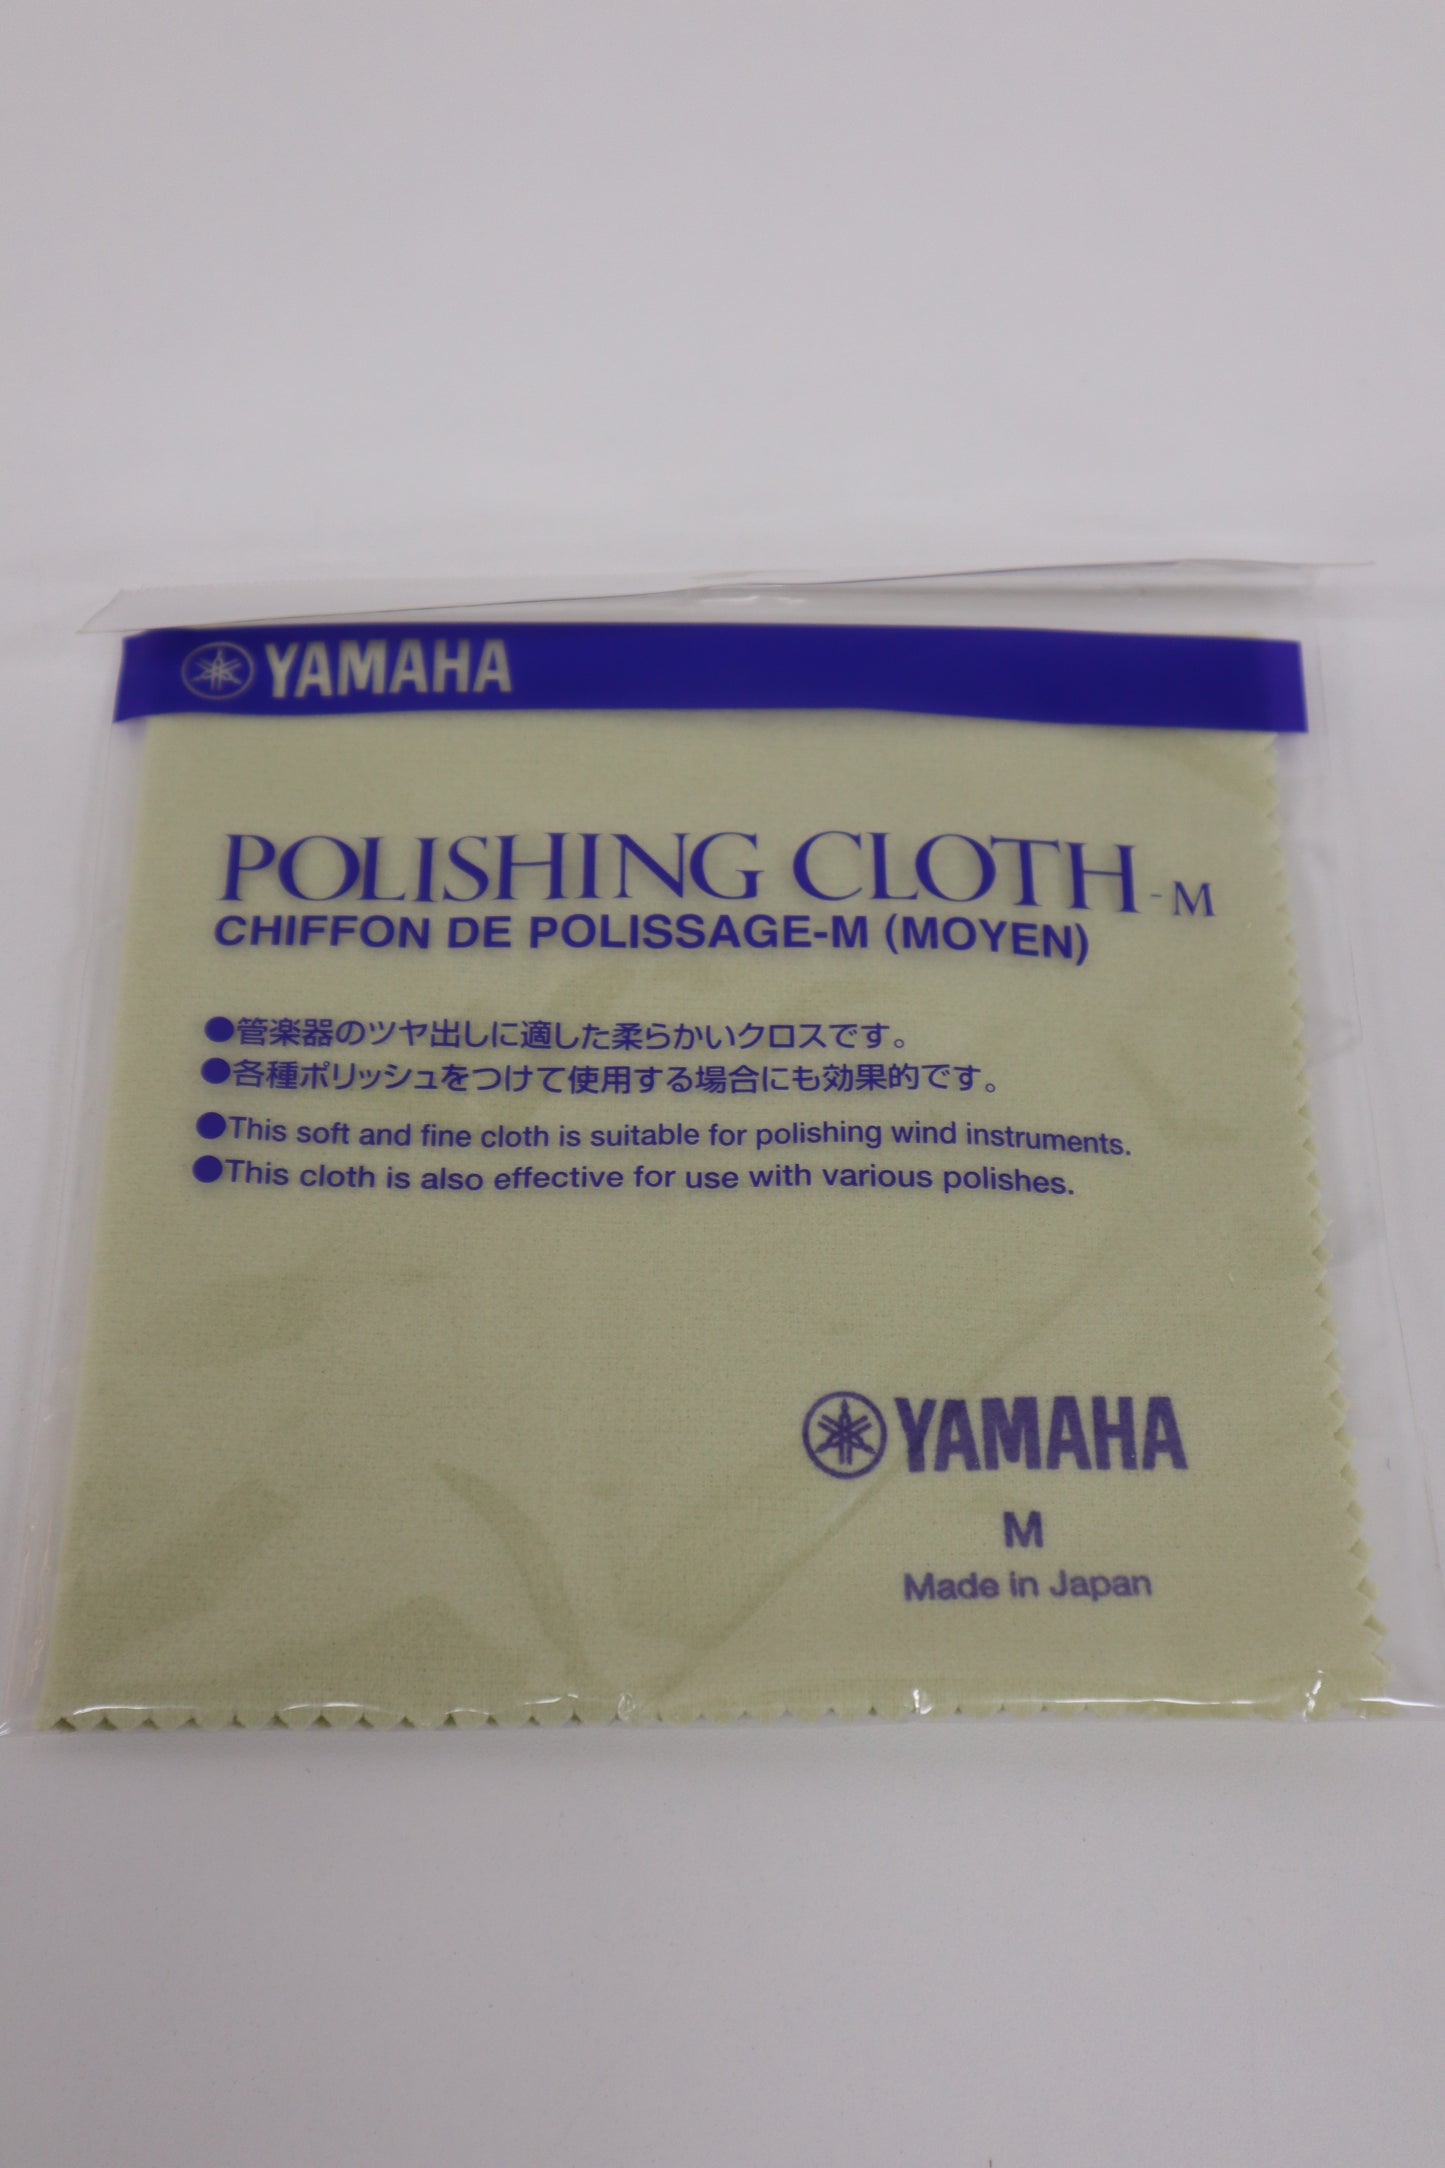 YAMAHA
POLISHING CLOTH-M
CHIFFON DE POLISSAGE-M (MOYEN)
●管楽器のツヤ出しに適した柔らかいクロスです。
●各種ポリッシュをつけて使用する場合にも効果的です。
●This soft and fine cloth is suitable for polishing wind instruments.
●This cloth is also effective for use with various polishes.
YAMAHA
M
Made in Japan